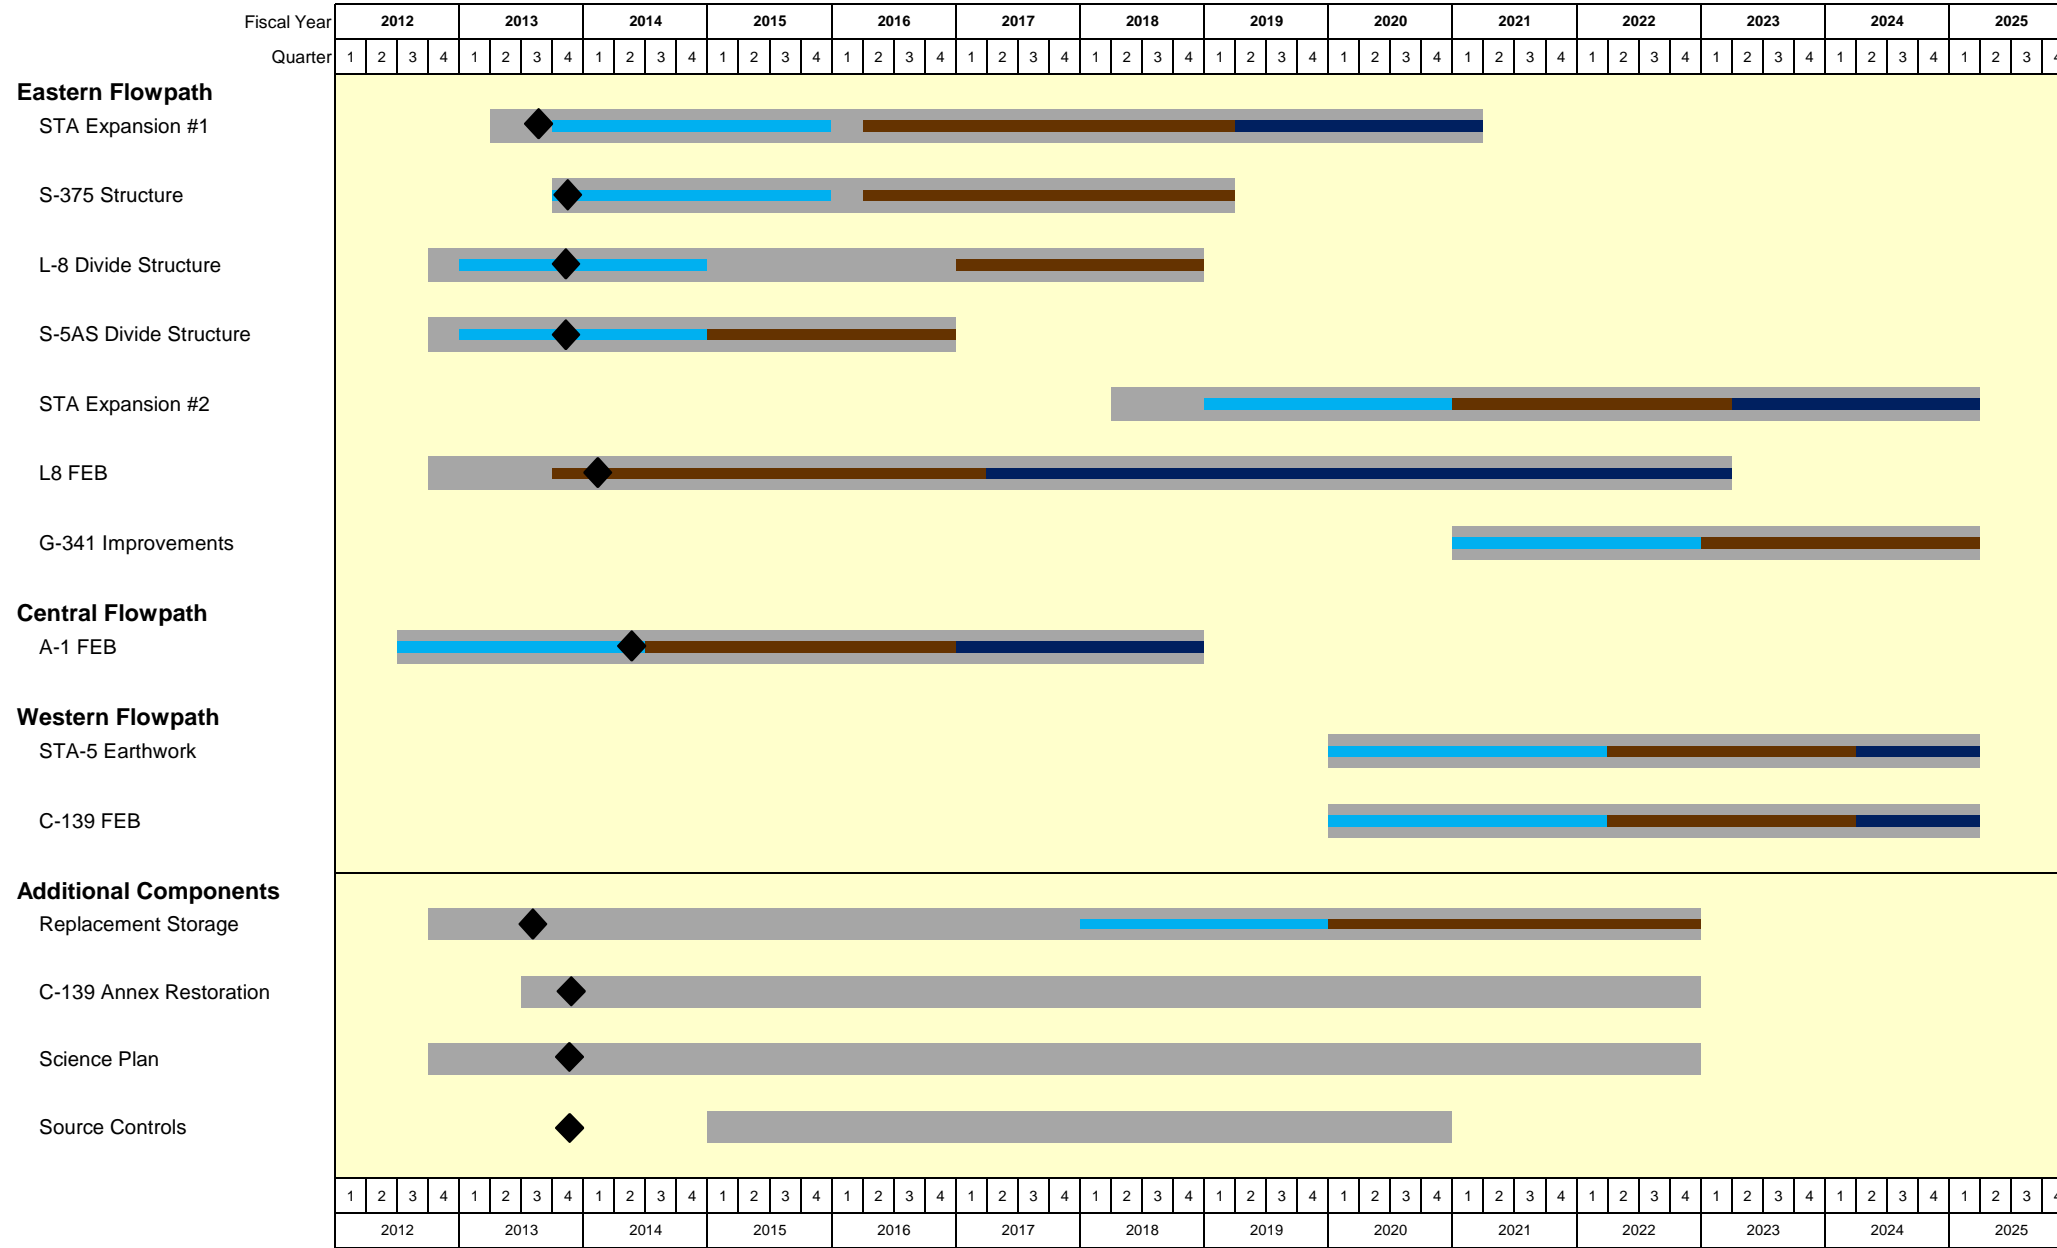 Fiscal Year 2012 2013 2014 2015 2016 2017 2018 2019 2020 2021 2022 2023 2024 2025
Quarter 1 2 3 4 1 2 3 4 1 2 3 4 1 2 3 4 1 2 3 4 1 2 3 4 1 2 3 4 1 2 3 4 1 2 3 4 1 2 3 4 1 2 3 4 1 2 3 4 1 2 3 4 1 2 3 4
Eastern Flowpath
STA Expansion #1
S-375 Structure
L-8 Divide Structure
S-5AS Divide Structure
STA Expansion #2
L8 FEB
G-341 Improvements
Central Flowpath
A-1 FEB
Western Flowpath
STA-5 Earthwork
C-139 FEB
Additional Components
Replacement Storage
C-139 Annex Restoration
Science Plan
Source Controls
1 2 3 4 1 2 3 4 1 2 3 4 1 2 3 4 1 2 3 4 1 2 3 4 1 2 3 4 1 2 3 4 1 2 3 4 1 2 3 4 1 2 3 4 1 2 3 4 1 2 3 4 1 2 3 4
2012 2013 2014 2015 2016 2017 2018 2019 2020 2021 2022 2023 2024 2025